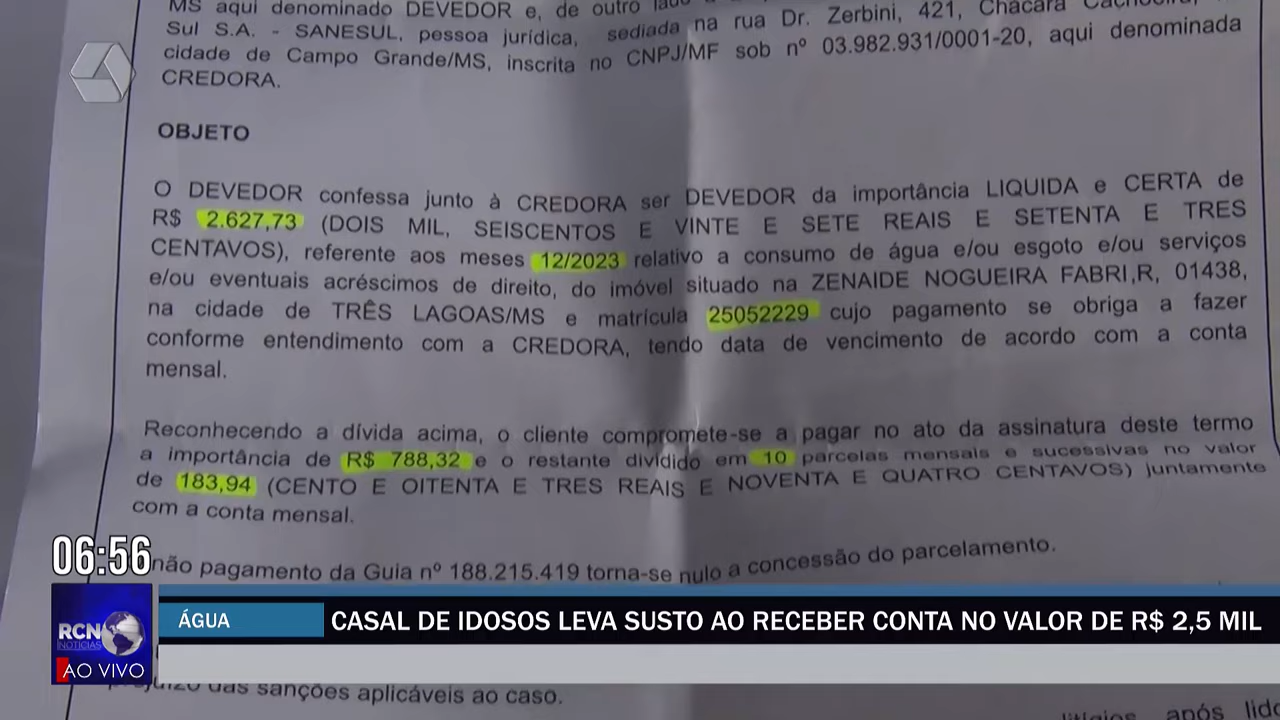 MS aqui denominado DEVEDOR e, de outro lado
Sul S.A. - SANESUL, pessoa jurídica, sediada na rua Dr. Zerbini, 421, Chácara Cachoeira,
cidade de Campo Grande/MS, inscrita no CNPJ/MF sob nº 03.982.931/0001-20, aqui denominada
CREDORA.
OBJETO
O DEVEDOR confessa junto à CREDORA ser DEVEDOR da importância LIQUIDA e CERTA de
R$ 2.627,73 (DOIS MIL, SEISCENTOS E VINTE E SETE REAIS E SETENTA E TRES
CENTAVOS), referente aos meses 12/2023 relativo a consumo de água e/ou esgoto e/ou serviços
e/ou eventuais acréscimos de direito, do imóvel situado na ZENAIDE NOGUEIRA FABRI,R, 01438,
na cidade de TRÊS LAGOAS/MS e matrícula 25052229 cujo pagamento se obriga a fazer
conforme entendimento com a CREDORA, tendo data de vencimento de acordo com a conta
mensal.
Reconhecendo a dívida acima, o cliente compromete-se a pagar no ato da assinatura deste termo
a importância de R$ 788,32 e o restante dividido em 10 parcelas mensais e sucessivas no valor
de 183,94 (CENTO E OITENTA E TRES REAIS E NOVENTA E QUATRO CENTAVOS) juntamente
com a conta mensal.
não pagamento da Guia nº 188.215.419 torna-se nulo a concessão do parcelamento.
06:56
RCN
NOTÍCIAS
AO VIVO
ÁGUA
CASAL DE IDOSOS LEVA SUSTO AO RECEBER CONTA NO VALOR DE R$ 2,5 MIL
prejuízo das sanções aplicáveis ao caso.
litígios, após lido